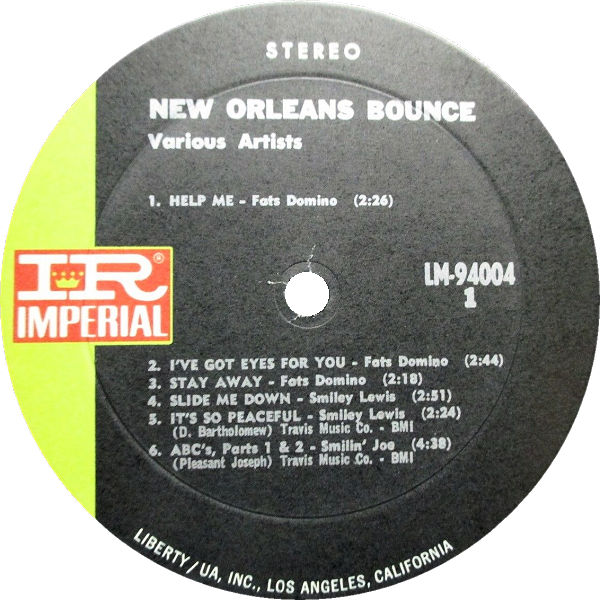 STEREO
NEW ORLEANS BOUNCE
Various Artists
1. HELP ME - Fats Domino (2:26)
IR®
IMPERIAL
LM-94004
1
2. I'VE GOT EYES FOR YOU - Fats Domino (2:44)
3. STAY AWAY - Fats Domino (2:18)
4. SLIDE ME DOWN - Smiley Lewis (2:51)
5. IT'S SO PEACEFUL - Smiley Lewis (2:24)
(D. Bartholomew) Travis Music Co. - BMI
6. ABC's, Parts 1 & 2 - Smilin' Joe (4:38)
(Pleasant Joseph) Travis Music Co. - BMI
LIBERTY/UA, INC., LOS ANGELES, CALIFORNIA